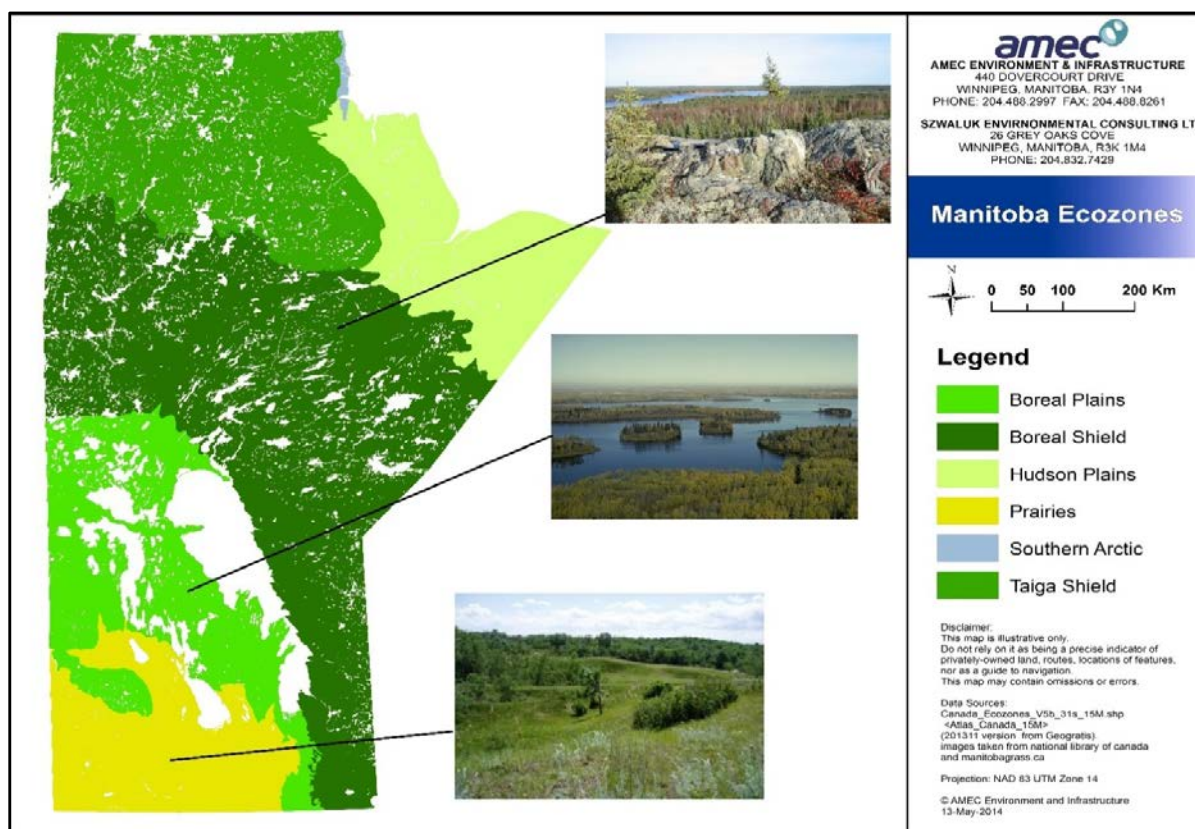 amec
AMEC ENVIRONMENT & INFRASTRUCTURE
440 DOVERCOURT DRIVE
WINNIPEG, MANITOBA, R3Y 1N4
PHONE: 204.488.2997 FAX: 204.488.8261
SZWALUK ENVIRNONMENTAL CONSULTING LT
26 GREY OAKS COVE
WINNIPEG, MANITOBA, R3K 1M4
PHONE: 204.832.7429
Manitoba Ecozones
N
0 50 100 200 Km
Legend
Boreal Plains
Boreal Shield
Hudson Plains
Prairies
Southern Arctic
Taiga Shield
Disclaimer:
This map is illustrative only.
Do not rely on it as being a precise indicator of
privately-owned land, routes, locations of features,
nor as a guide to navigation.
This map may contain omissions or errors.
Data Sources:
Canada_Ecozones_V5b_31s_15M.shp
<Atlas_Canada_15M>
(201311 version from Geogratis)
images taken from national library of canada
and manitobagrass.ca
Projection: NAD 83 UTM Zone 14
© AMEC Environment and Infrastructure
13-May-2014